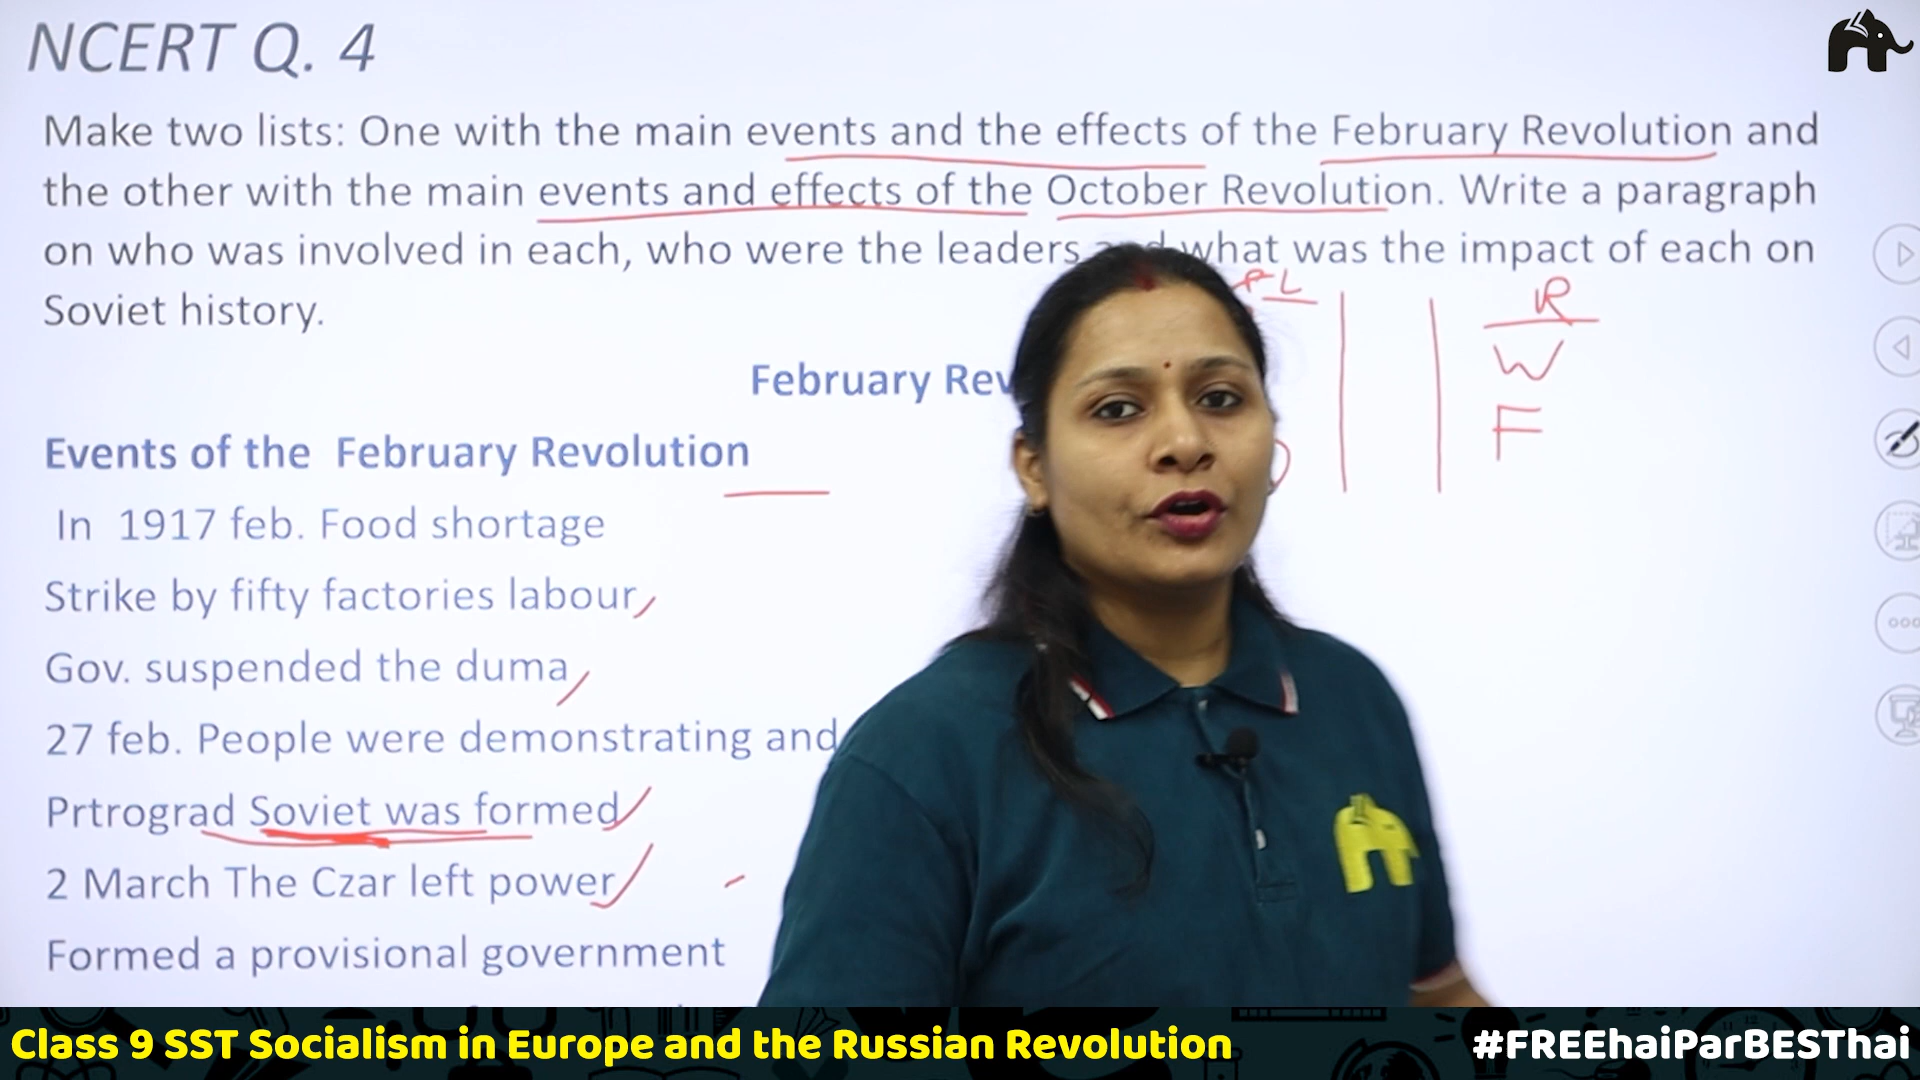 NCERT Q. 4
Make two lists: One with the main events and the effects of the February Revolution and
the other with the main events and effects of the October Revolution. Write a paragraph
on who was involved in each, who were the leaders and what was the impact of each on
Soviet history.
L R
W
February Rev
F
Events of the February Revolution
In 1917 feb. Food shortage
Strike by fifty factories labour,
Gov. suspended the duma
27 feb. People were demonstrating and
Prtrograd Soviet was formed
2 March The Czar left power
Formed a provisional government
Class 9 SST Socialism in Europe and the Russian Revolution #FREEhaiParBESThai